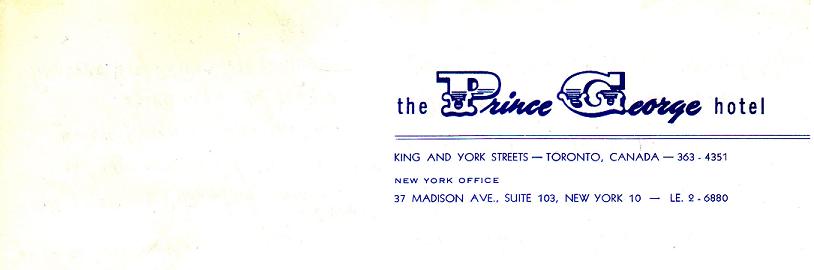 the Prince George hotel
KING AND YORK STREETS — TORONTO, CANADA — 363 - 4351
NEW YORK OFFICE
37 MADISON AVE., SUITE 103, NEW YORK 10 — LE. 2 - 6880